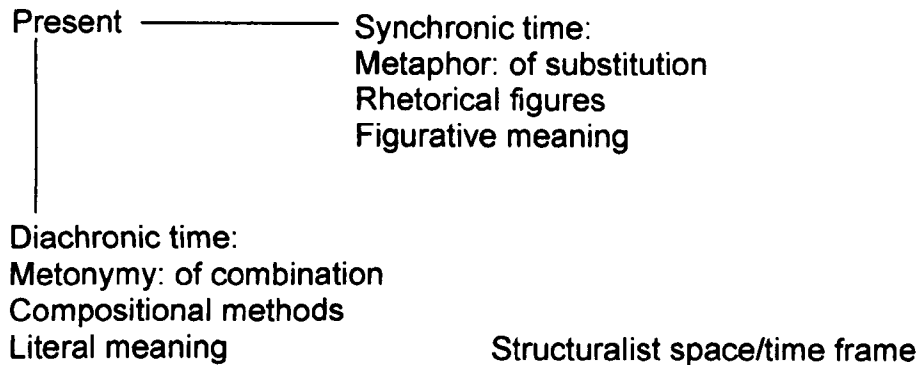 Present
Synchronic time:
Metaphor: of substitution
Rhetorical figures
Figurative meaning
Diachronic time:
Metonymy: of combination
Compositional methods
Literal meaning
Structuralist space/time frame